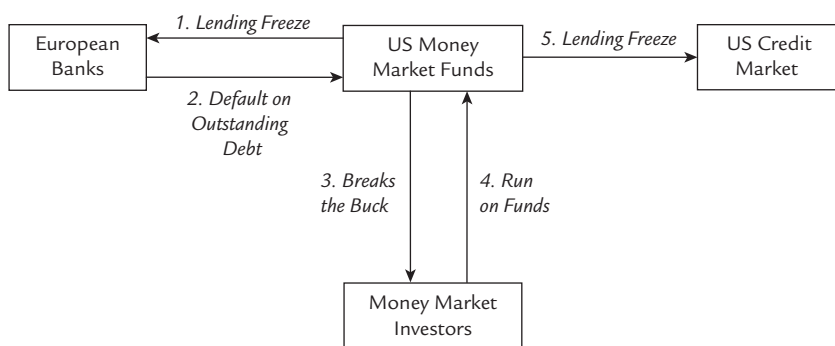 1. Lending Freeze
European
Banks
US Money
Market Funds
5. Lending Freeze
US Credit
Market
2. Default on
Outstanding
Debt
3. Breaks
the Buck
4. Run
on Funds
Money Market
Investors